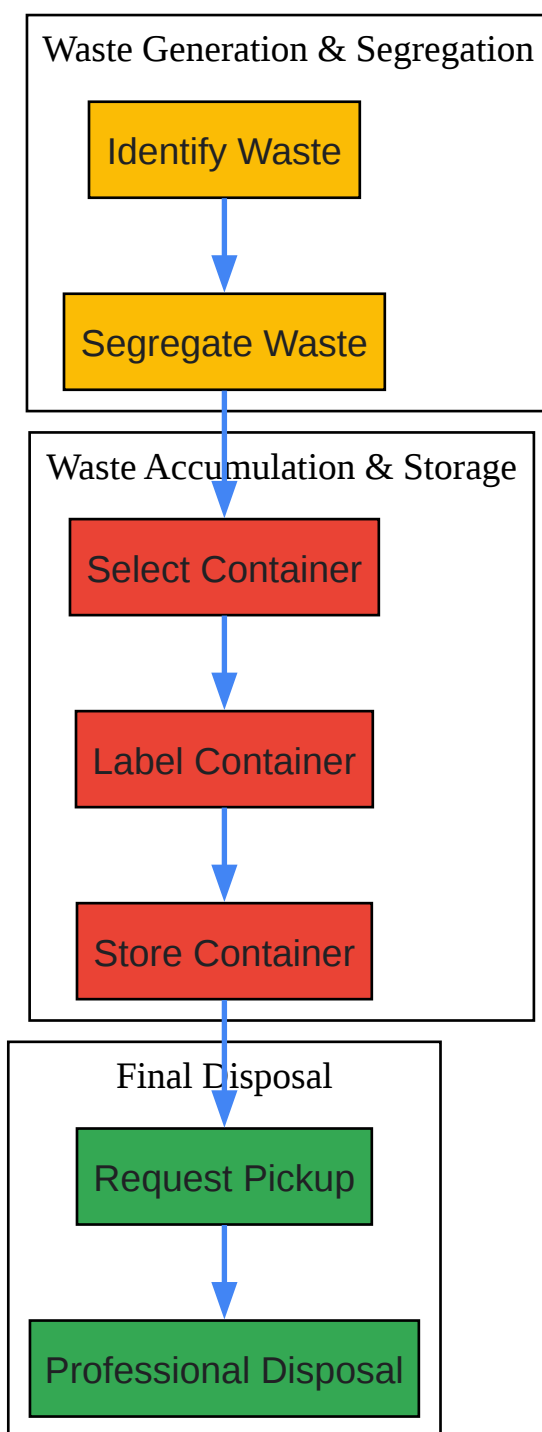 Waste Generation & Segregation
Identify Waste
Segregate Waste
Waste Accumulation & Storage
Select Container
Label Container
Store Container
Final Disposal
Request Pickup
Professional Disposal